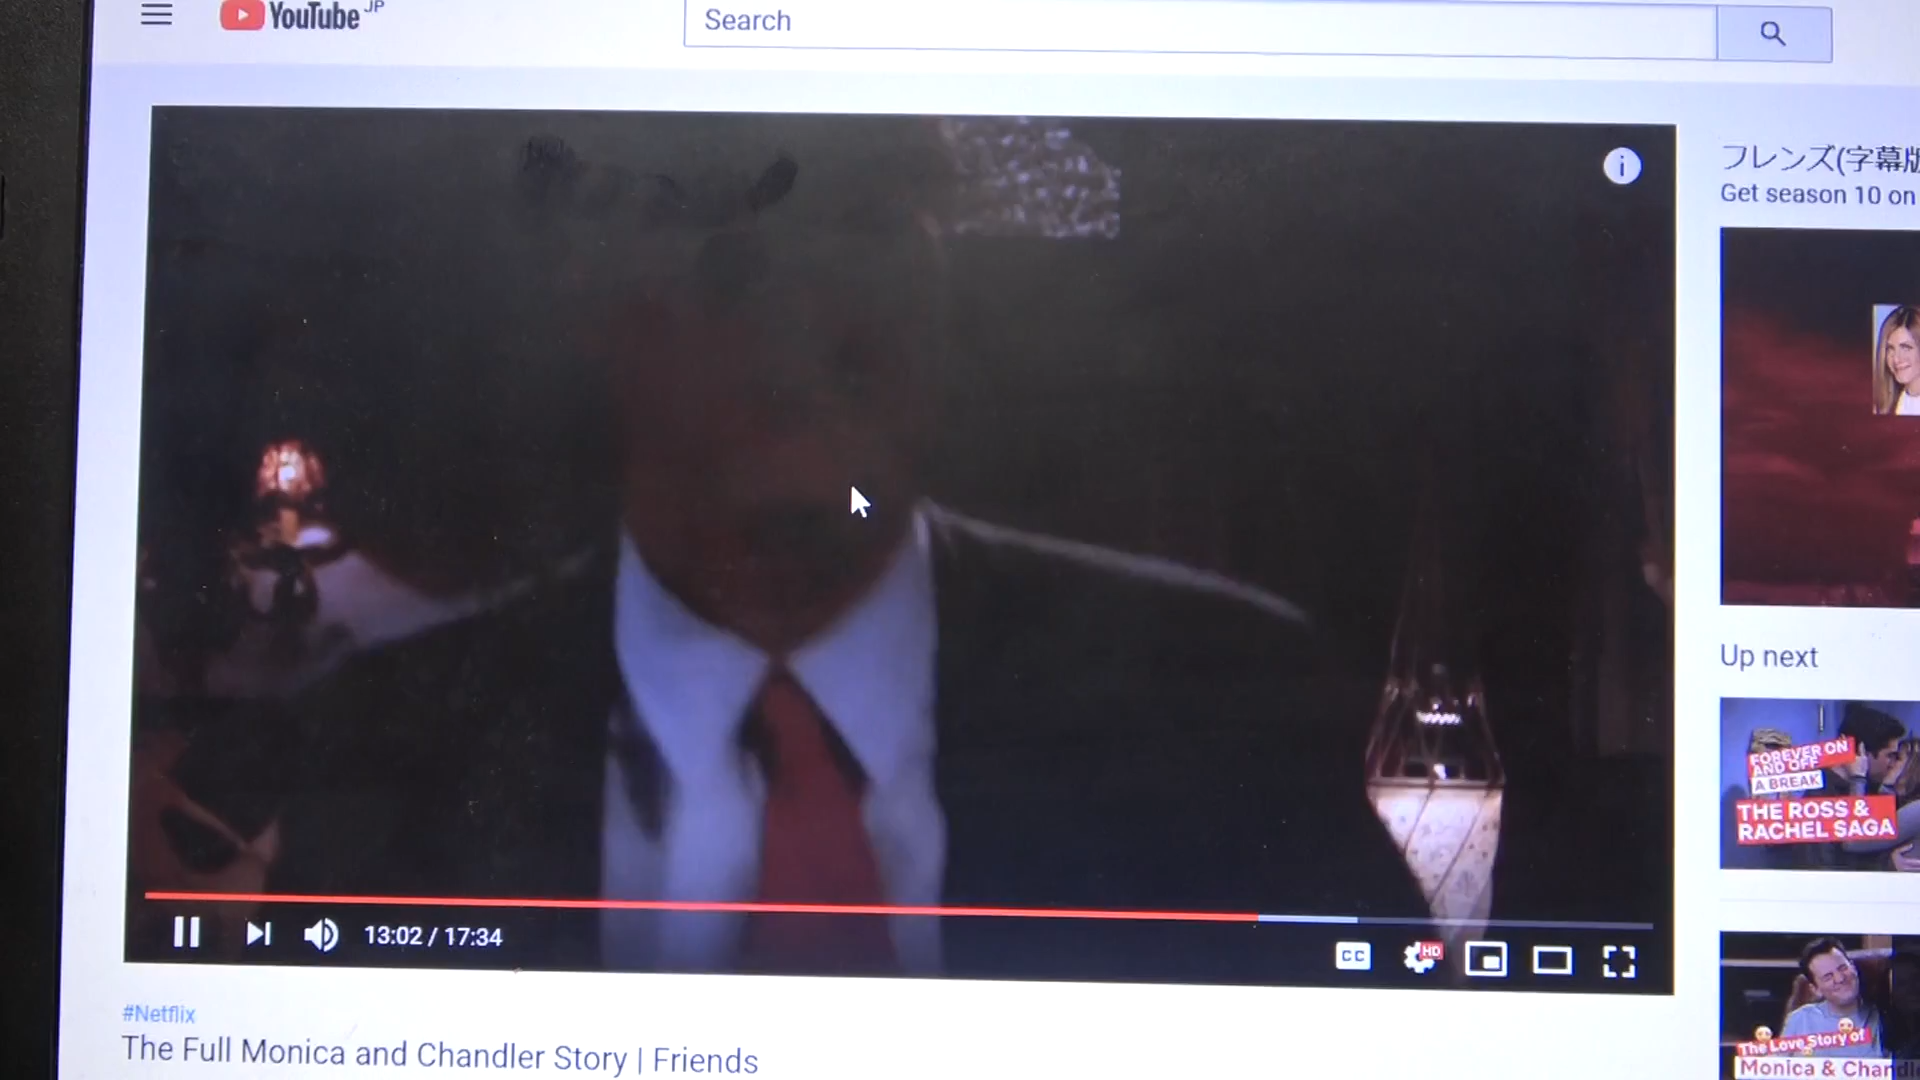 YouTube JP
Search
フレンズ(字幕版
Get season 10 on
Up next
FOREVER ON
AND OFF
A BREAK
THE ROSS &
RACHEL SAGA
13:02 / 17:34
CC
HD
#Netflix
The Full Monica and Chandler Story | Friends
The Love Story of
Monica & Chandle